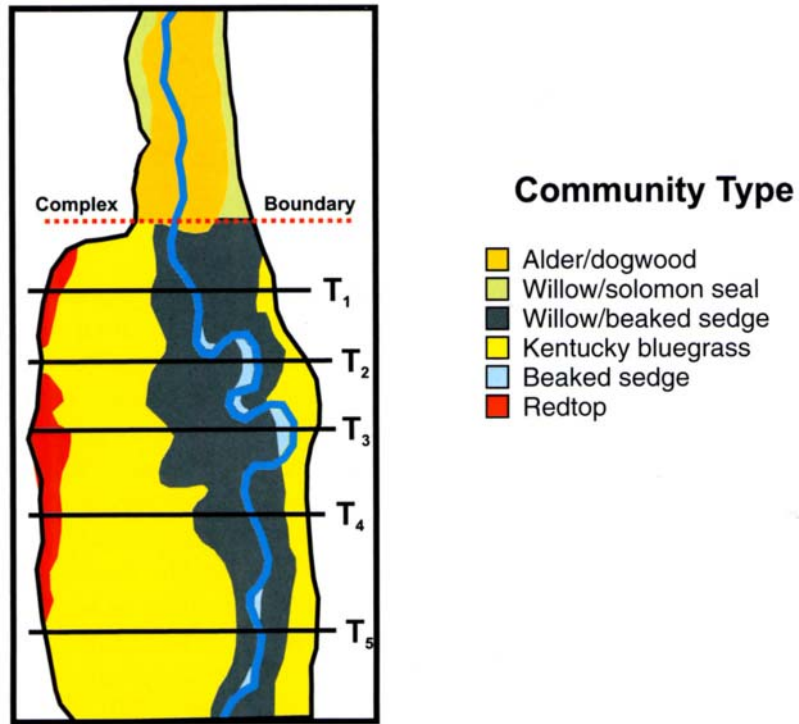 Complex Boundary
T1
T2
T3
T4
T5
Community Type
Alder/dogwood
Willow/solomon seal
Willow/beaked sedge
Kentucky bluegrass
Beaked sedge
Redtop